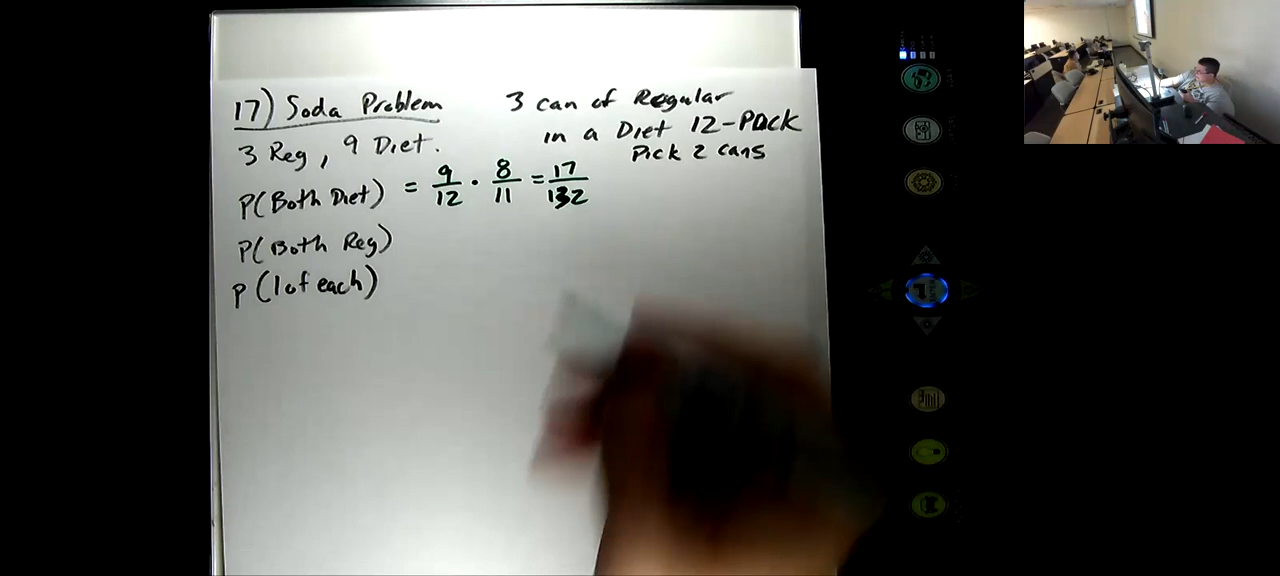 17) Soda Problem
3 can of Regular
in a Diet 12-PAck
Pick 2 cans
3 Reg, 9 Diet.
P(Both Diet) = 9/12 · 8/11 = 17/132
P(Both Reg)
P(1 of each)